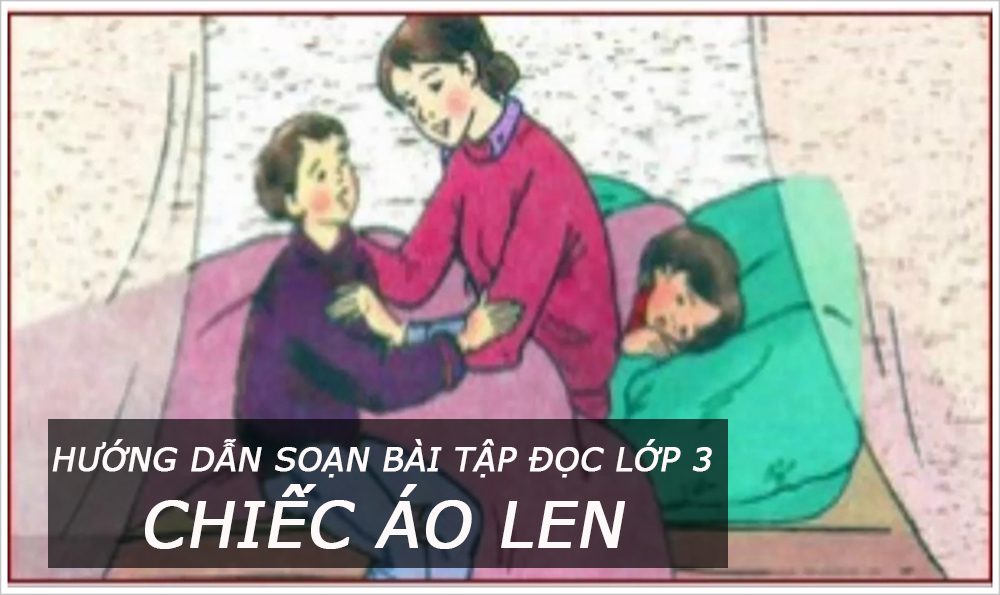 HƯỚNG DẪN SOẠN BÀI TẬP ĐỌC LỚP 3
CHIẾC ÁO LEN